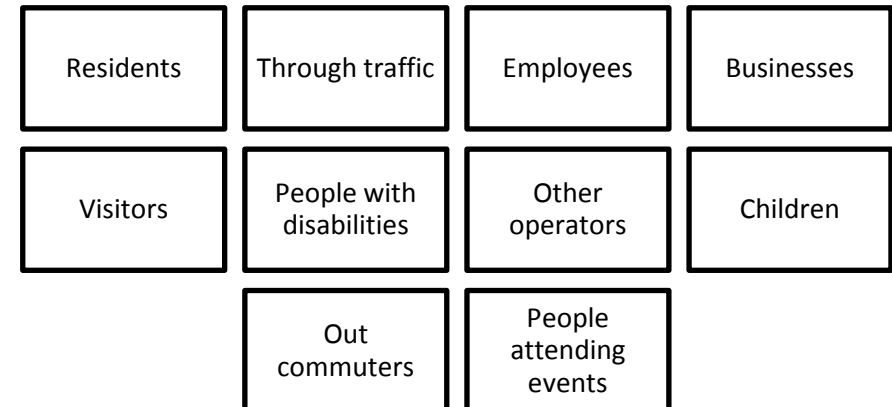 Residents
Through traffic
Employees
Businesses
Visitors
People with
disabilities
Other
operators
Children
Out
commuters
People
attending
events